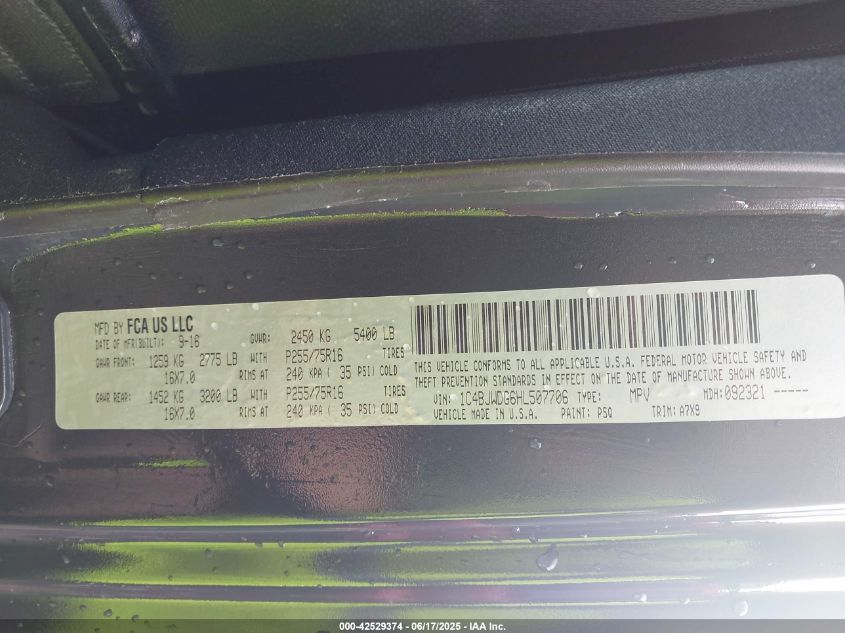 MFD BY FCA US LLC
DATE OF MFR(BUILT): 9-16 GVWR: 2450 KG 5400 LB
GAWR FRONT: 1259 KG 2775 LB WITH P255/75R16 TIRES
16X7.0 RIMS AT 240 KPA ( 35 PSI) COLD
GAWR REAR: 1452 KG 3200 LB WITH P255/75R16 TIRES
16X7.0 RIMS AT 240 KPA ( 35 PSI) COLD
THIS VEHICLE CONFORMS TO ALL APPLICABLE U.S.A. FEDERAL MOTOR VEHICLE SAFETY AND
THEFT PREVENTION STANDARDS IN EFFECT ON THE DATE OF MANUFACTURE SHOWN ABOVE.
VIN: 1C4BJWDG6HL507706 TYPE: MPV MDH: 092321 -----
VEHICLE MADE IN U.S.A. PAINT: PSQ TRIM: A7X9
000-42529374 - 06/17/2025 - IAA Inc.